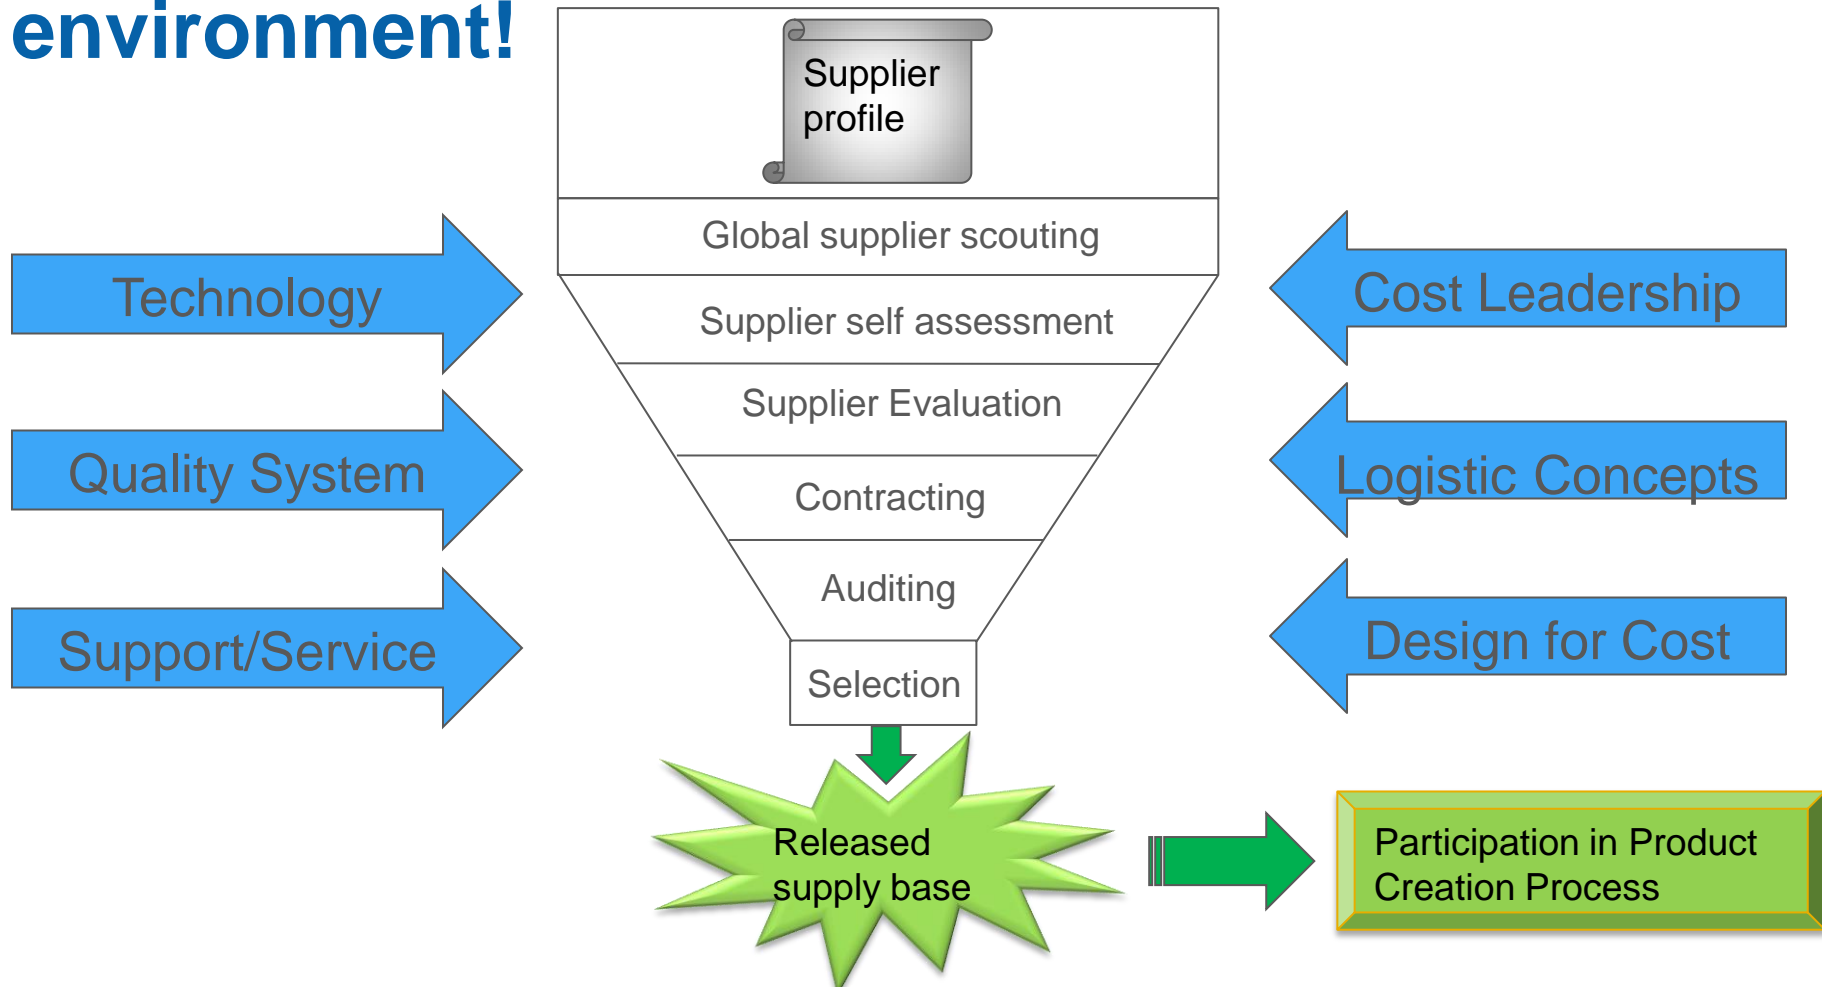 environment!
Supplier
profile
Global supplier scouting
Technology
Cost Leadership
Supplier self assessment
Supplier Evaluation
Quality System
Logistic Concepts
Contracting
Auditing
Support/Service
Design for Cost
Selection
Released
supply base
Participation in Product
Creation Process